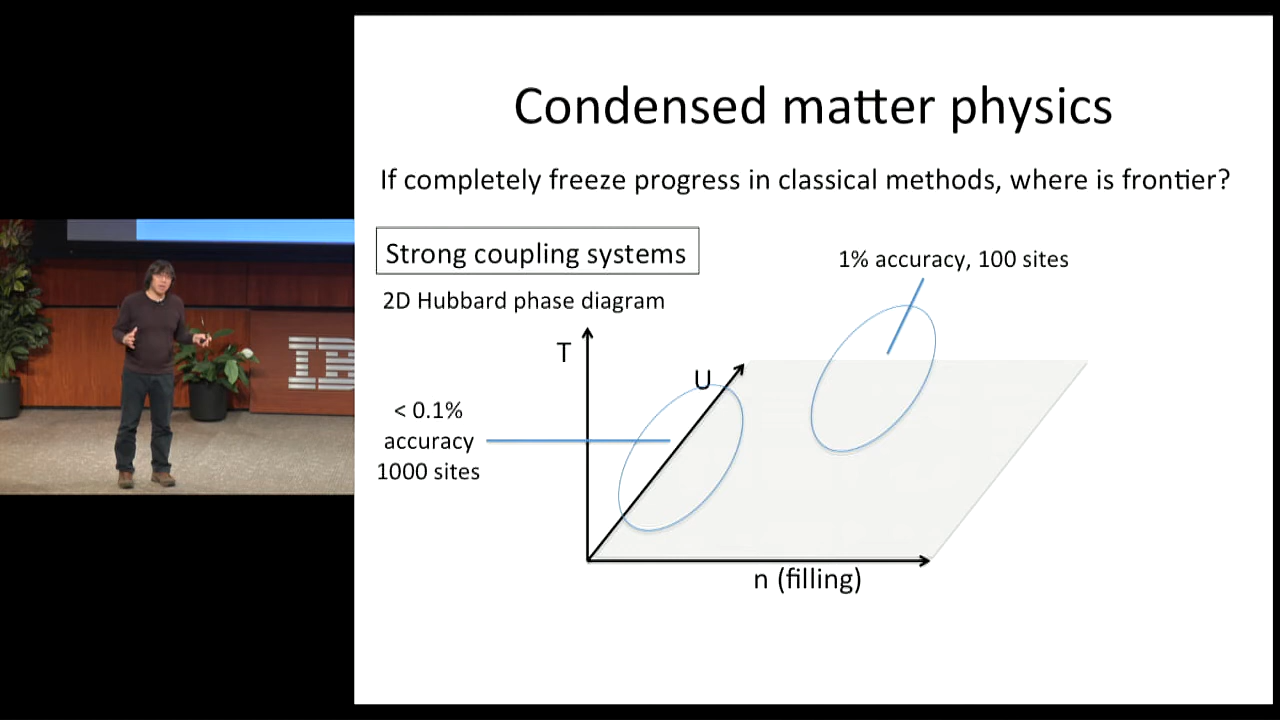 Condensed matter physics
If completely freeze progress in classical methods, where is frontier?
Strong coupling systems
1% accuracy, 100 sites
2D Hubbard phase diagram
T
U
< 0.1%
accuracy
1000 sites
n (filling)
IBM